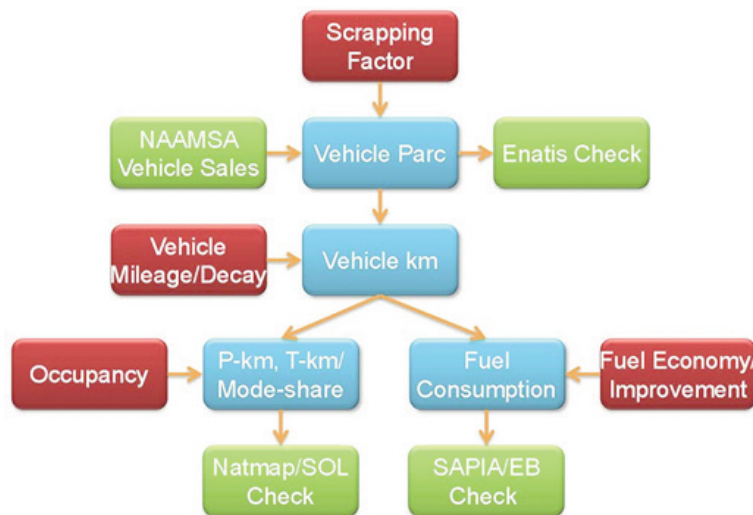 Scrapping
Factor
NAAMSA
Vehicle Sales
Vehicle Parc
Enatis Check
Vehicle
Mileage/Decay
Vehicle km
Occupancy
P-km, T-km/
Mode-share
Fuel
Consumption
Fuel Economy/
Improvement
Natmap/SOL
Check
SAPIA/EB
Check